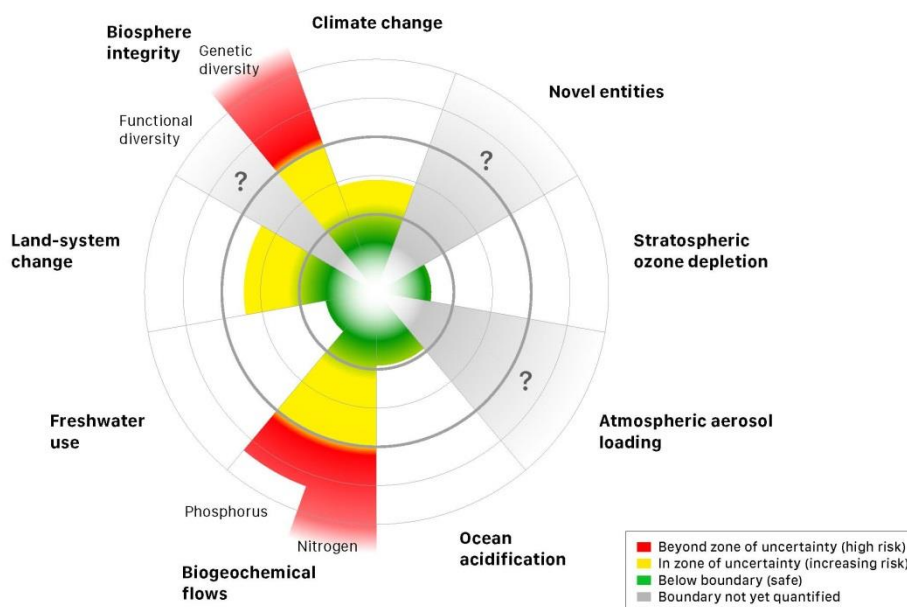 Climate change
Biosphere
integrity
Genetic
diversity
Novel entities
Functional
diversity
?
?
Land-system
change
Stratospheric
ozone depletion
?
Freshwater
use
Atmospheric aerosol
loading
Phosphorus
Nitrogen
Biogeochemical
flows
Ocean
acidification
Beyond zone of uncertainty (high risk)
In zone of uncertainty (increasing risk)
Below boundary (safe)
Boundary not yet quantified